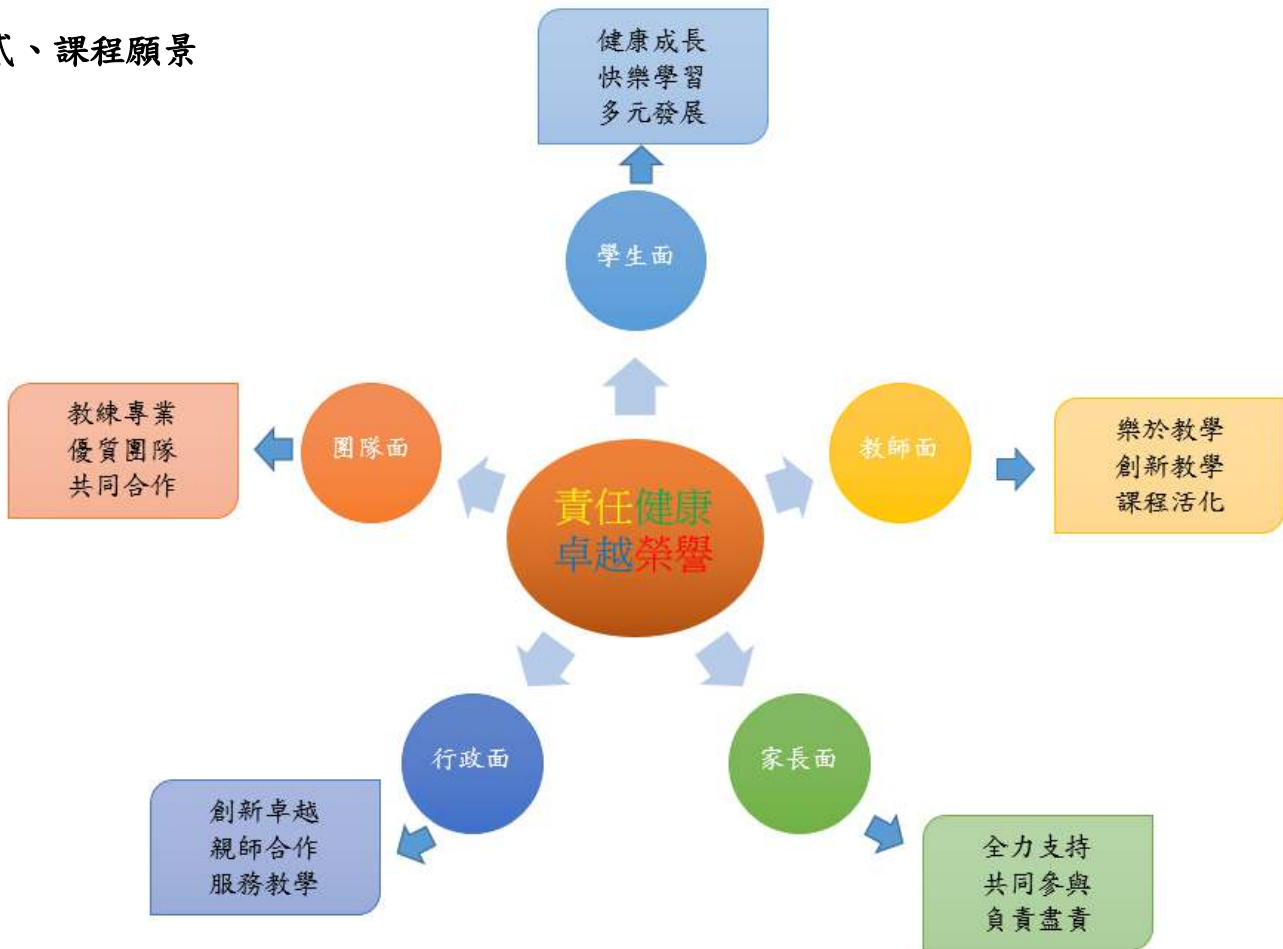 貳、課程願景
健康成長
快樂學習
多元發展
學生面
教練專業
優質團隊
共同合作
團隊面
教師面
樂於教學
創新教學
課程活化
責任健康
卓越榮譽
行政面
創新卓越
親師合作
服務教學
家長面
全力支持
共同參與
負責盡責